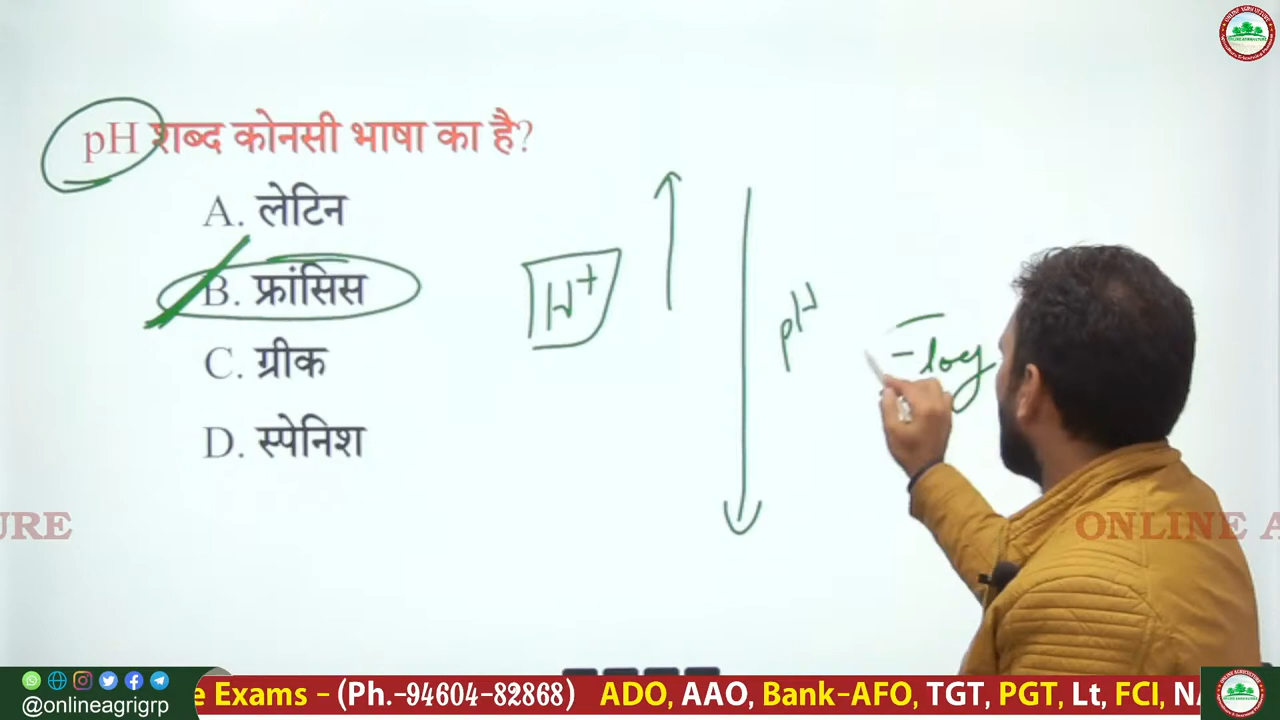 pH शब्द कोनसी भाषा का है?
A. लेटिन
B. फ्रांसिस
C. ग्रीक
D. स्पेनिश
H+
pH
-log
URE
ONLINE A
e Exams - (Ph.-94604-82868) ADO, AAO, Bank-AFO, TGT, PGT, Lt, FCI, NA
@onlineagrigrp